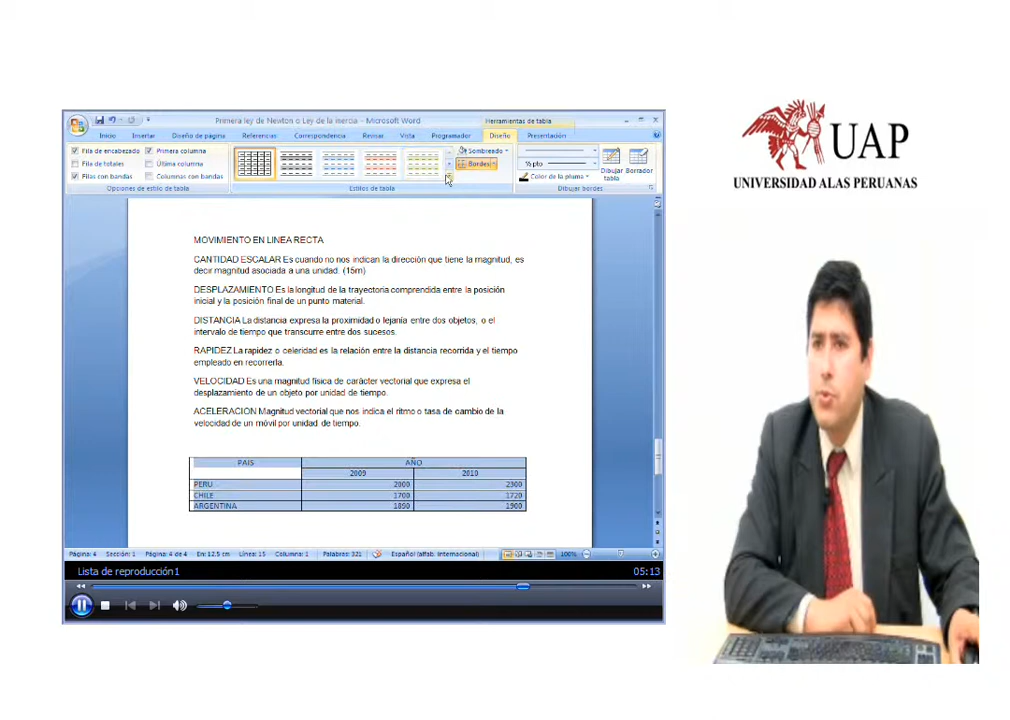 Primera ley de Newton o Ley de la inercia - Microsoft Word
Herramientas de tabla
Inicio Insertar Diseño de página Referencias Correspondencia Revisar Vista Programador Diseño Presentación
Fila de encabezado Primera columna
Fila de totales Última columna
Filas con bandas Columnas con bandas
Opciones de estilo de tabla
Estilos de tabla
Sombreado
Bordes
½ pto
Color de la pluma
Dibujar tabla
Borrador
Dibujar bordes
UAP
UNIVERSIDAD ALAS PERUANAS
MOVIMIENTO EN LINEA RECTA
CANTIDAD ESCALAR Es cuando no nos indican la dirección que tiene la magnitud, es
decir magnitud asociada a una unidad. (15m)
DESPLAZAMIENTO Es la longitud de la trayectoria comprendida entre la posición
inicial y la posición final de un punto material.
DISTANCIA La distancia expresa la proximidad o lejanía entre dos objetos, o el
intervalo de tiempo que transcurre entre dos sucesos.
RAPIDEZ La rapidez o celeridad es la relación entre la distancia recorrida y el tiempo
empleado en recorrerla.
VELOCIDAD Es una magnitud física de carácter vectorial que expresa el
desplazamiento de un objeto por unidad de tiempo.
ACELERACION Magnitud vectorial que nos indica el ritmo o tasa de cambio de la
velocidad de un móvil por unidad de tiempo.
PAIS AÑO
2009 2010
PERU 2000 2300
CHILE 1700 1720
ARGENTINA 1890 1900
Página: 4 Sección: 1 Página: 4 de 4 En: 12.5 cm Línea: 15 Columna: 1 Palabras: 321 Español (alfab. internacional) 100%
Lista de reproducción1 05:13